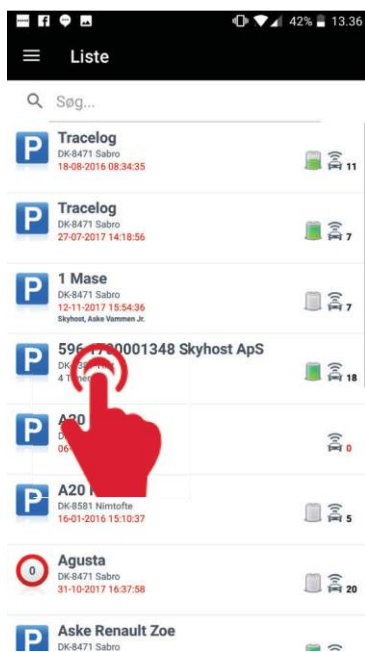 42% 13.36
Liste
Søg...
P Tracelog
DK-8471 Sabro
18-08-2016 08:34:35
11
P Tracelog
DK-8471 Sabro
27-07-2017 14:18:56
7
P 1 Mase
DK-8471 Sabro
12-11-2017 15:54:36
7
Skyhost, Aske Vammen Jr.
P 596 1700001348 Skyhost ApS
18
P A30
0
P A20
DK-8581 Nimtofte
16-01-2016 15:10:37
5
0 Agusta
DK-8471 Sabro
31-10-2017 16:37:58
20
P Aske Renault Zoe
DK-8471 Sabro